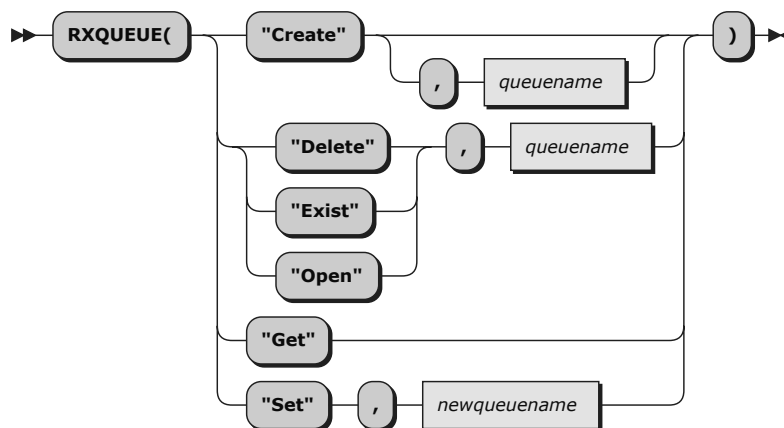 RXQUEUE( "Create" )
, queuename
"Delete" , queuename
"Exist"
"Open"
"Get"
"Set" , newqueuename